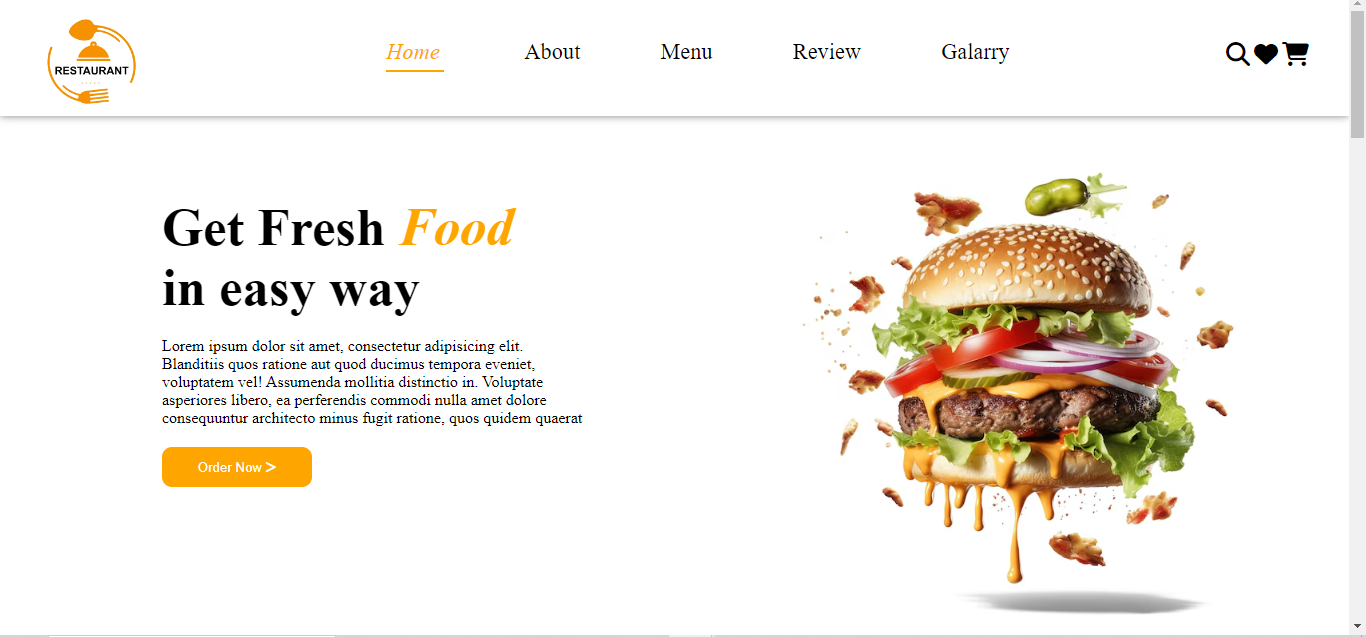 RESTAURANT
Home About Menu Review Galarry
Get Fresh Food
in easy way
Lorem ipsum dolor sit amet, consectetur adipisicing elit.
Blanditiis quos ratione aut quod ducimus tempora eveniet,
voluptatem vel! Assumenda mollitia distinctio in. Voluptate
asperiores libero, ea perferendis commodi nulla amet dolore
consequuntur architecto minus fugit ratione, quos quidem quaerat
Order Now >